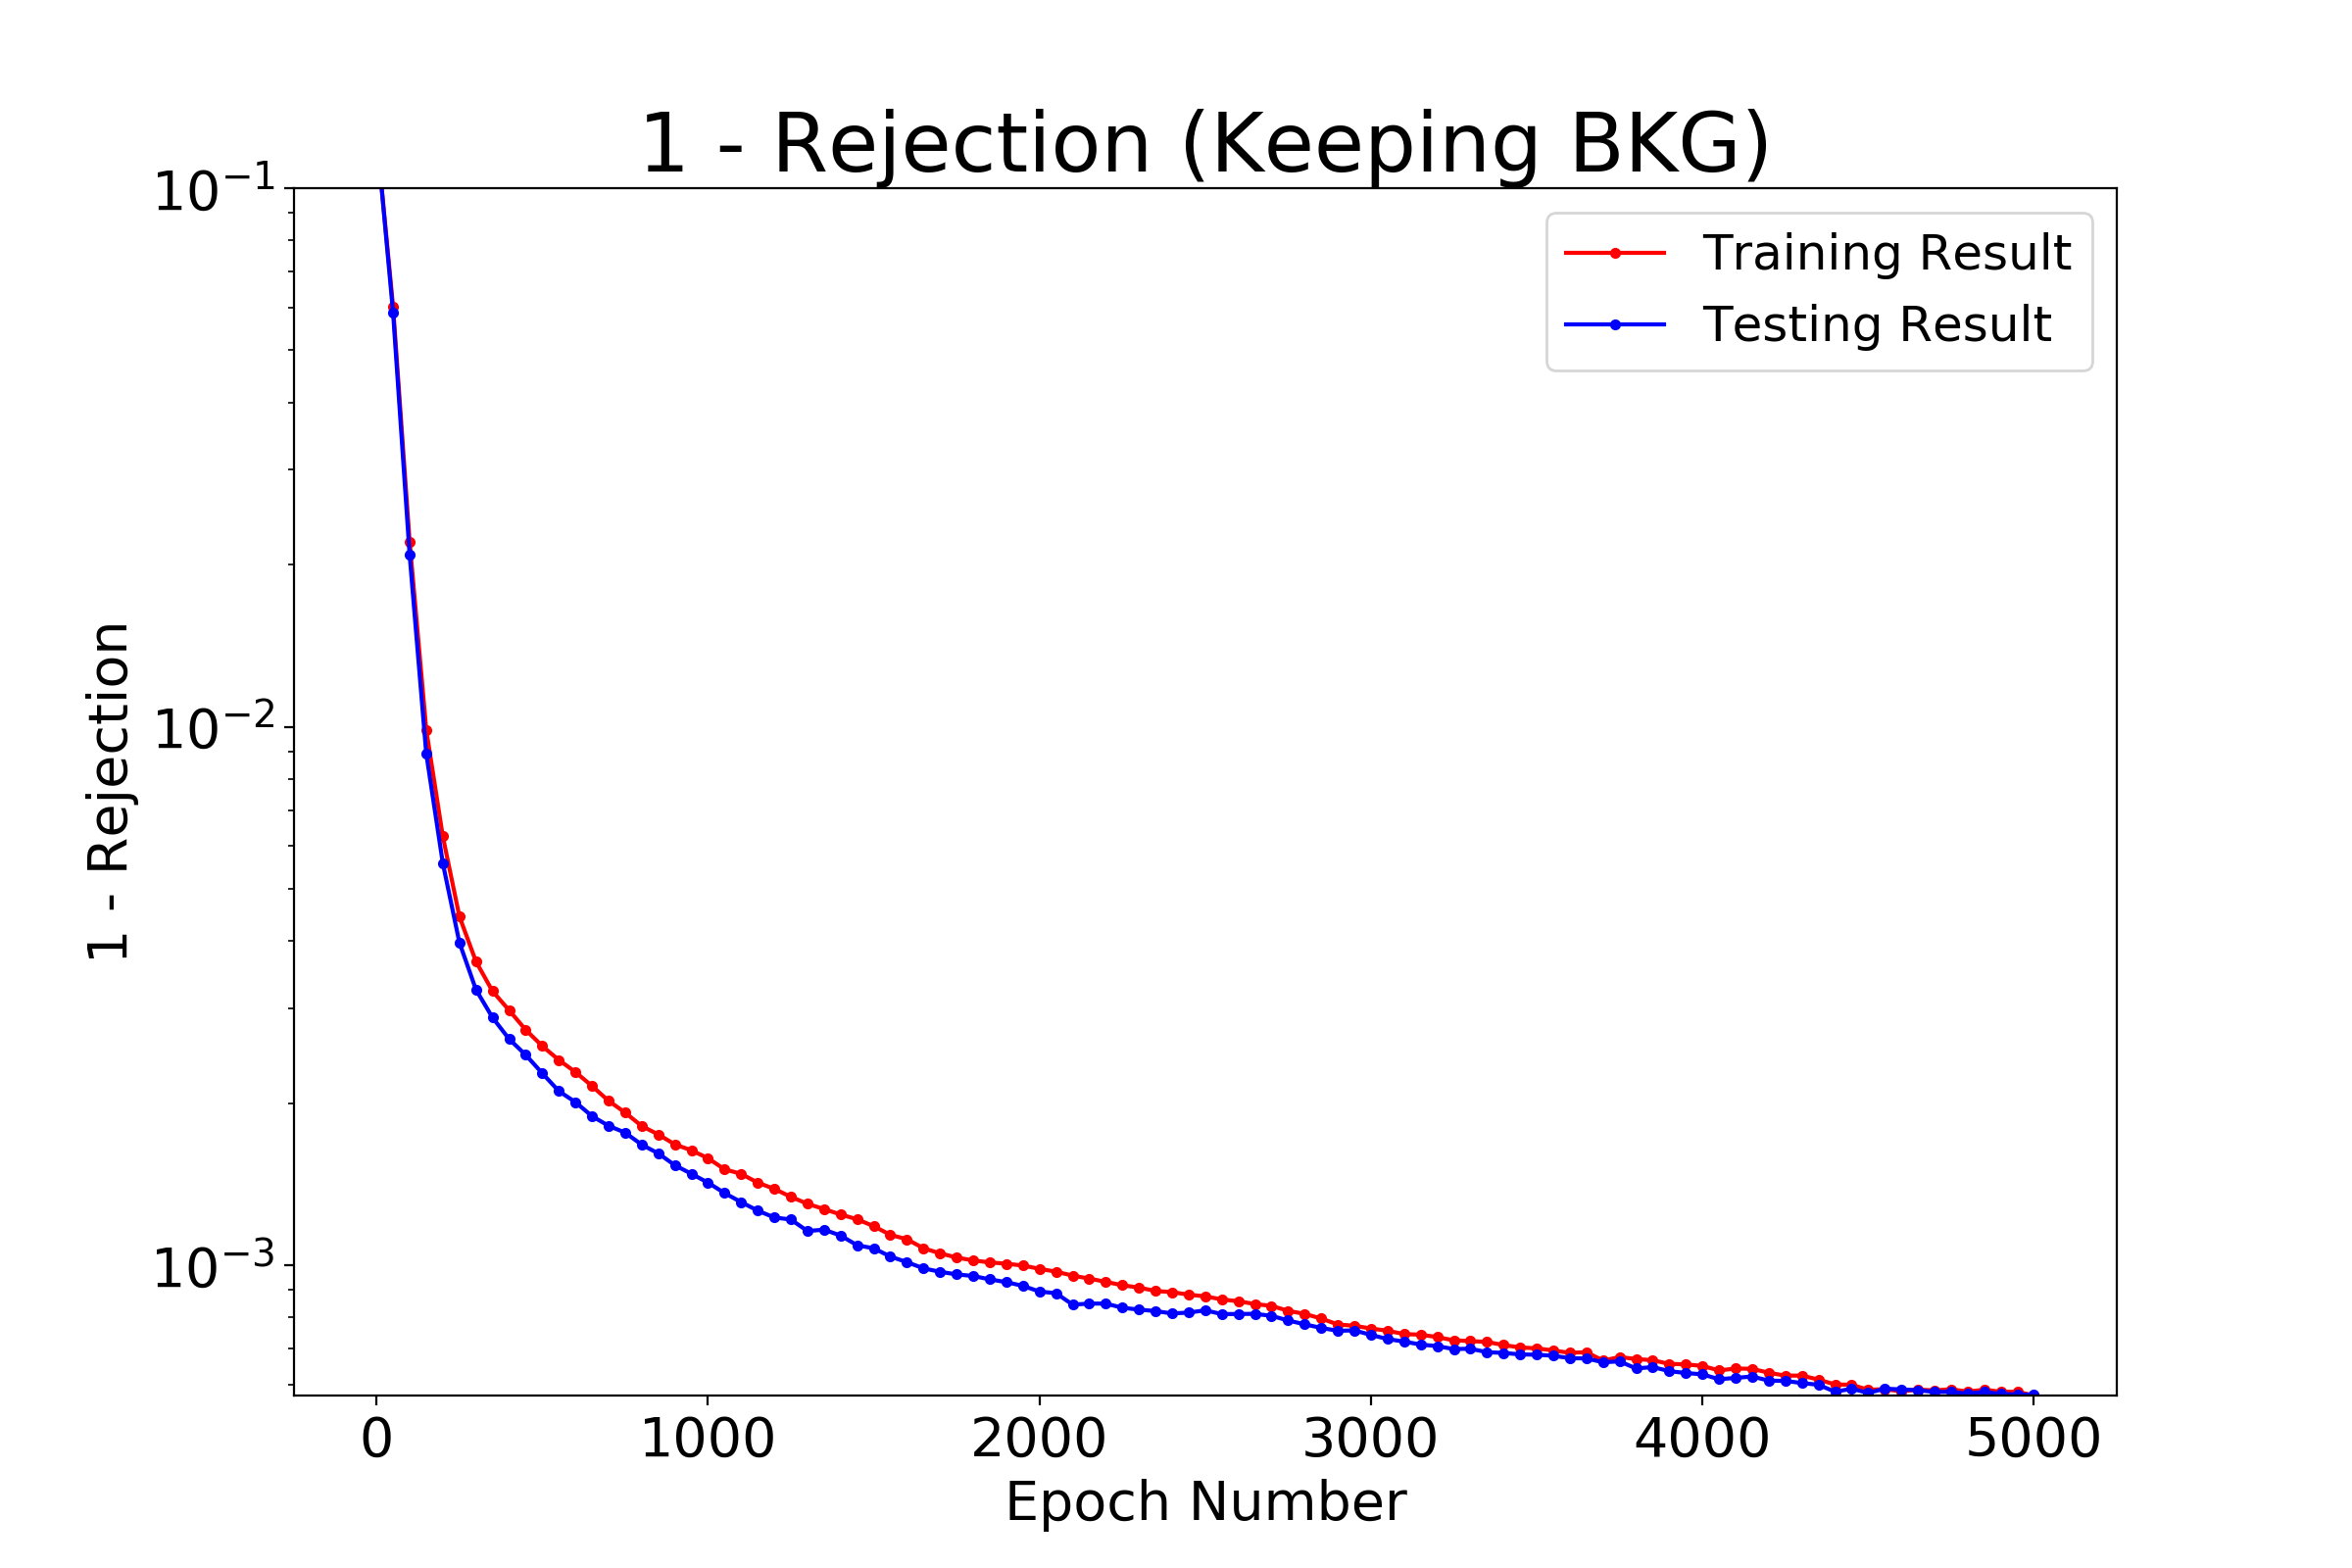 1 - Rejection (Keeping BKG)
10⁻¹
Training Result
Testing Result
10⁻²
1 - Rejection
10⁻³
0 1000 2000 3000 4000 5000
Epoch Number